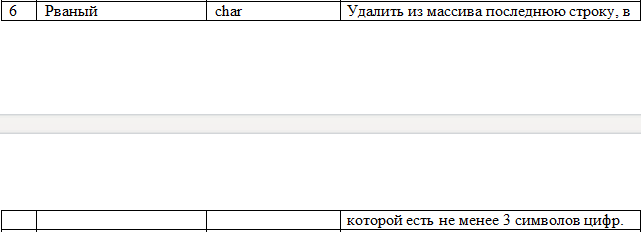 6 Рваный char Удалить из массива последнюю строку, в
которой есть не менее 3 символов цифр.